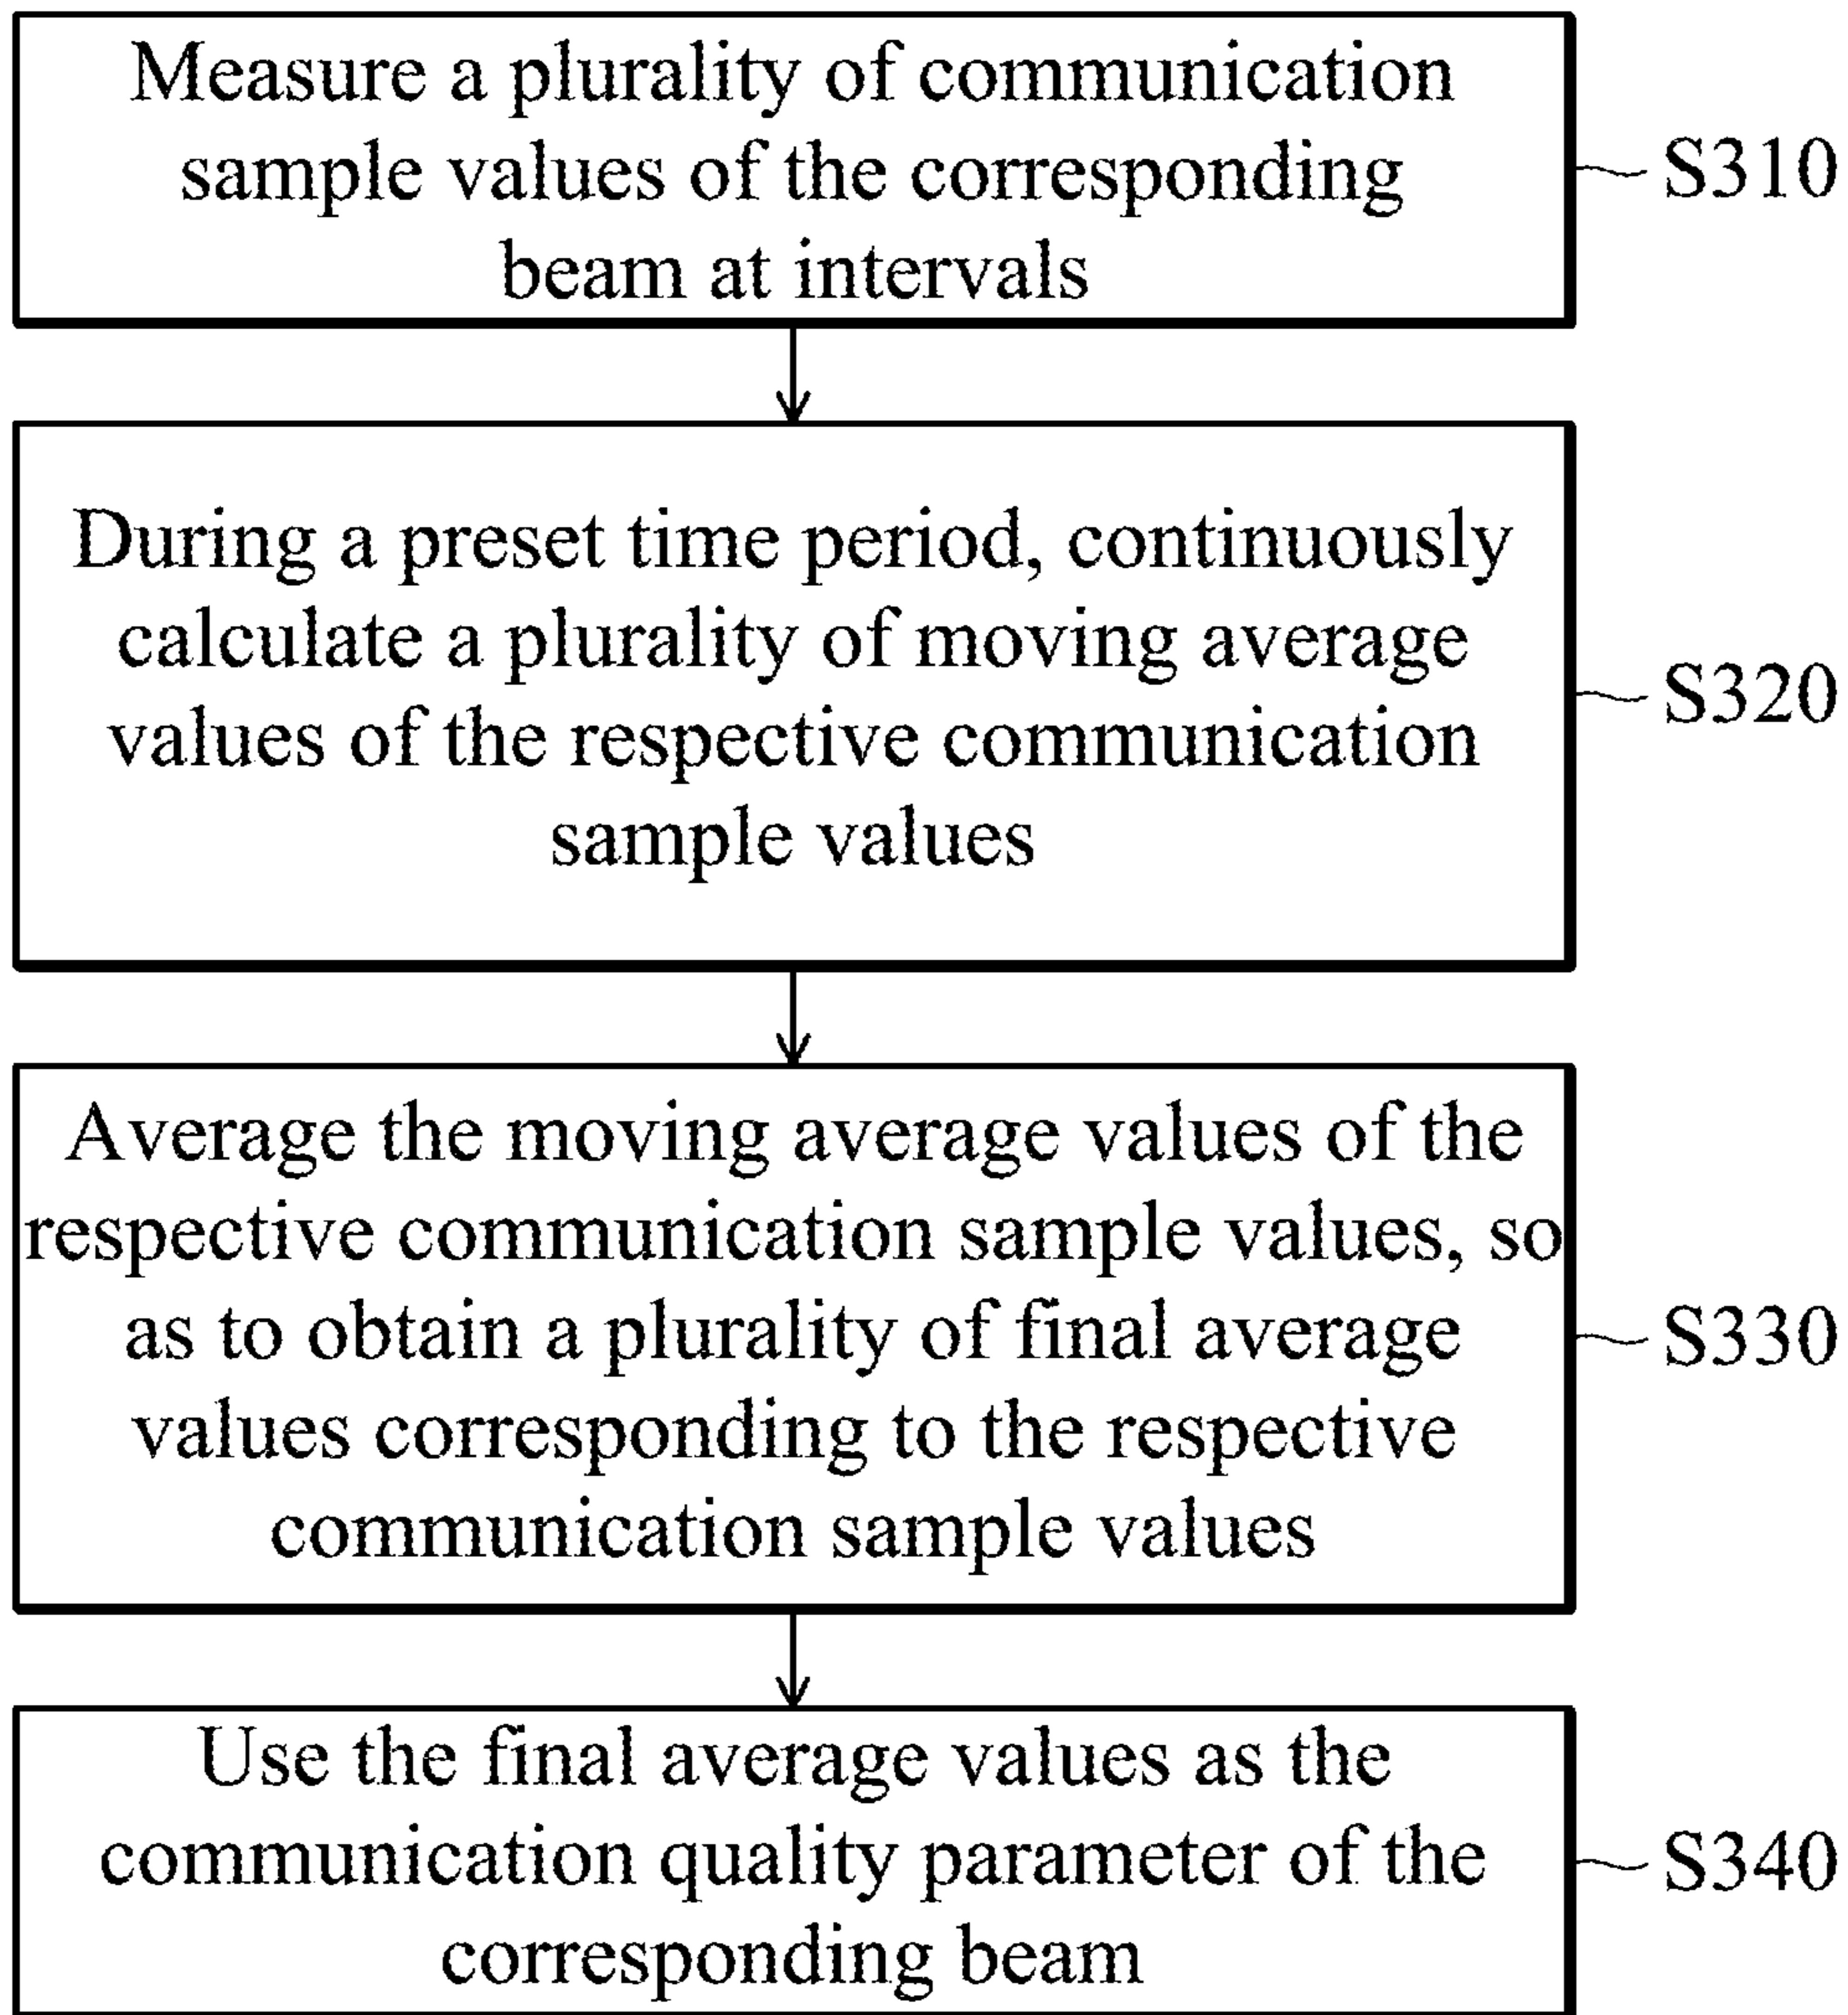 Measure a plurality of communication
sample values of the corresponding
beam at intervals
S310
During a preset time period, continuously
calculate a plurality of moving average
values of the respective communication
sample values
S320
Average the moving average values of the
respective communication sample values, so
as to obtain a plurality of final average
values corresponding to the respective
communication sample values
S330
Use the final average values as the
communication quality parameter of the
corresponding beam
S340